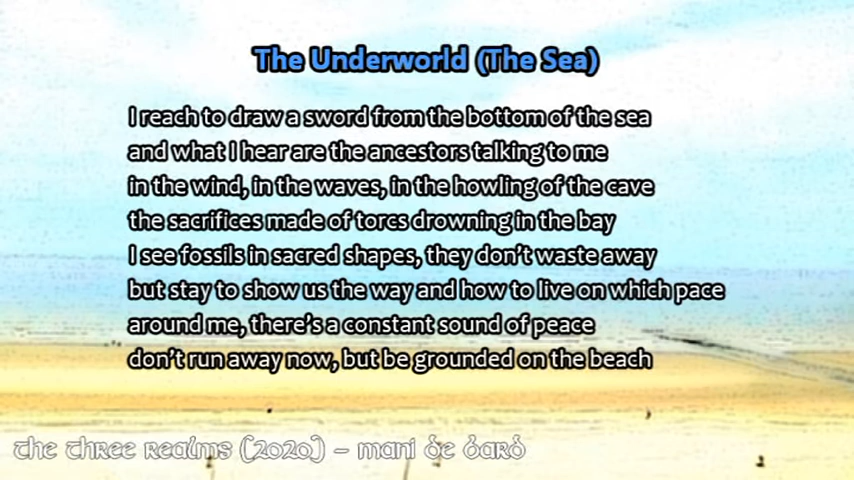 The Underworld (The Sea)
I reach to draw a sword from the bottom of the sea
and what I hear are the ancestors talking to me
in the wind, in the waves, in the howling of the cave
the sacrifices made of torcs drowning in the bay
I see fossils in sacred shapes, they don't waste away
but stay to show us the way and how to live on which pace
around me, there's a constant sound of peace
don't run away now, but be grounded on the beach
The Three Realms (2020) – mani de bard